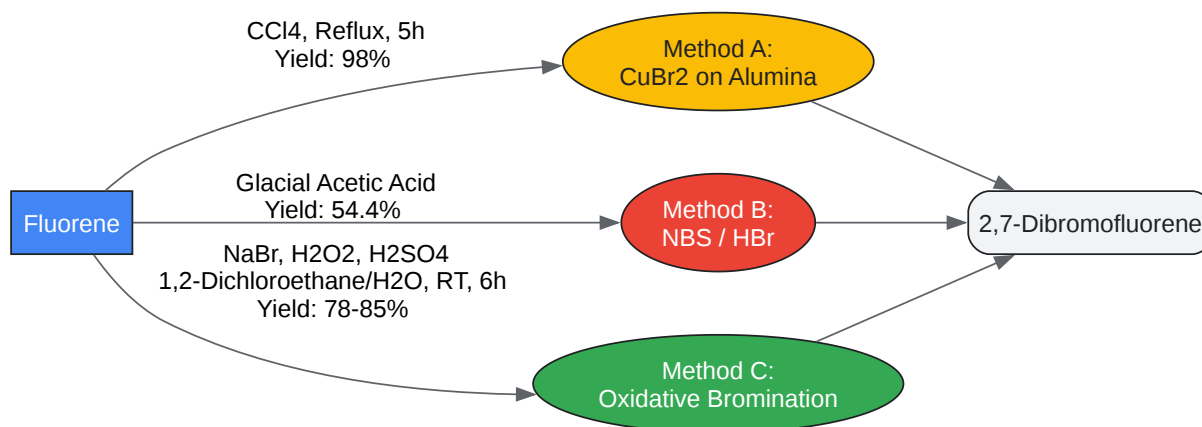 CCl4, Reflux, 5h
Yield: 98%
Method A:
CuBr2 on Alumina
Fluorene
Glacial Acetic Acid
Yield: 54.4%
Method B:
NBS / HBr
2,7-Dibromofluorene
NaBr, H2O2, H2SO4
1,2-Dichloroethane/H2O, RT, 6h
Yield: 78-85%
Method C:
Oxidative Bromination